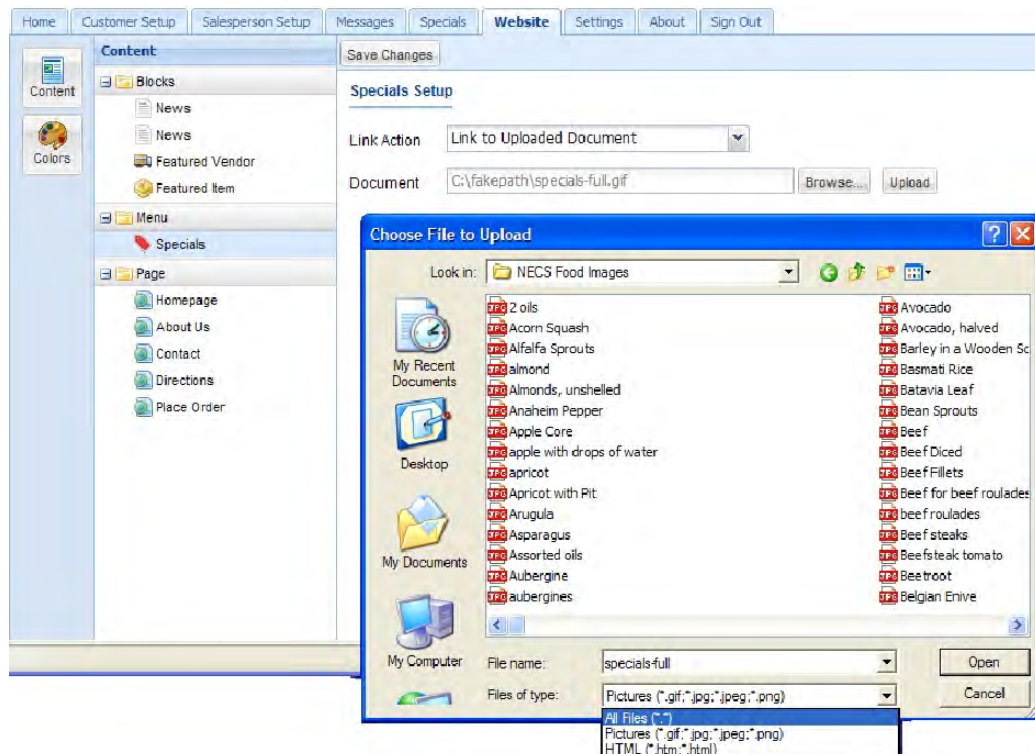 Home Customer Setup Salesperson Setup Messages Specials Website Settings About Sign Out
Content
Colors
Content
Blocks
News
News
Featured Vendor
Featured Item
Menu
Specials
Page
Homepage
About Us
Contact
Directions
Place Order
Save Changes
Specials Setup
Link Action Link to Uploaded Document
Document C:\fakepath\specials-full.gif Browse... Upload
Choose File to Upload
Look in: NECS Food Images
My Recent Documents
Desktop
My Documents
My Computer
2 oils
Acorn Squash
Alfalfa Sprouts
almond
Almonds, unshelled
Anaheim Pepper
Apple Core
apple with drops of water
apricot
Apricot with Pit
Arugula
Asparagus
Assorted oils
Aubergine
aubergines
Avocado
Avocado, halved
Barley in a Wooden Sc
Basmati Rice
Batavia Leaf
Bean Sprouts
Beef
Beef Diced
Beef Fillets
Beef for beef roulades
beef roulades
Beef steaks
Beefsteak tomato
Beetroot
Belgian Enive
File name: specials-full Open
Files of type: Pictures (*.gif;*.jpg;*.jpeg;*.png) Cancel
All Files (*.*)
Pictures (*.gif;*.jpg;*.jpeg;*.png)
HTML (*.htm;*.html)